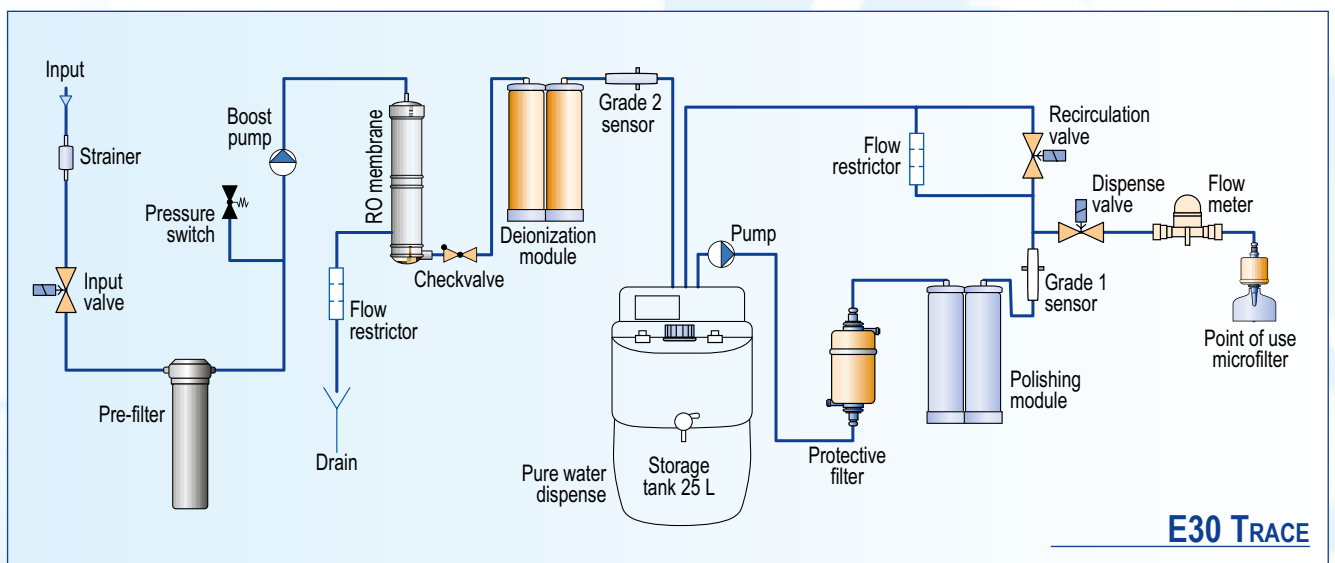 Input
Strainer
Input
valve
Pre-filter
Pressure
switch
Boost
pump
RO membrane
Flow
restrictor
Drain
Checkvalve
Deionization
module
Grade 2
sensor
Pure water
dispense
Storage
tank 25 L
Pump
Protective
filter
Polishing
module
Grade 1
sensor
Flow
restrictor
Recirculation
valve
Dispense
valve
Flow
meter
Point of use
microfilter
E30 TRACE